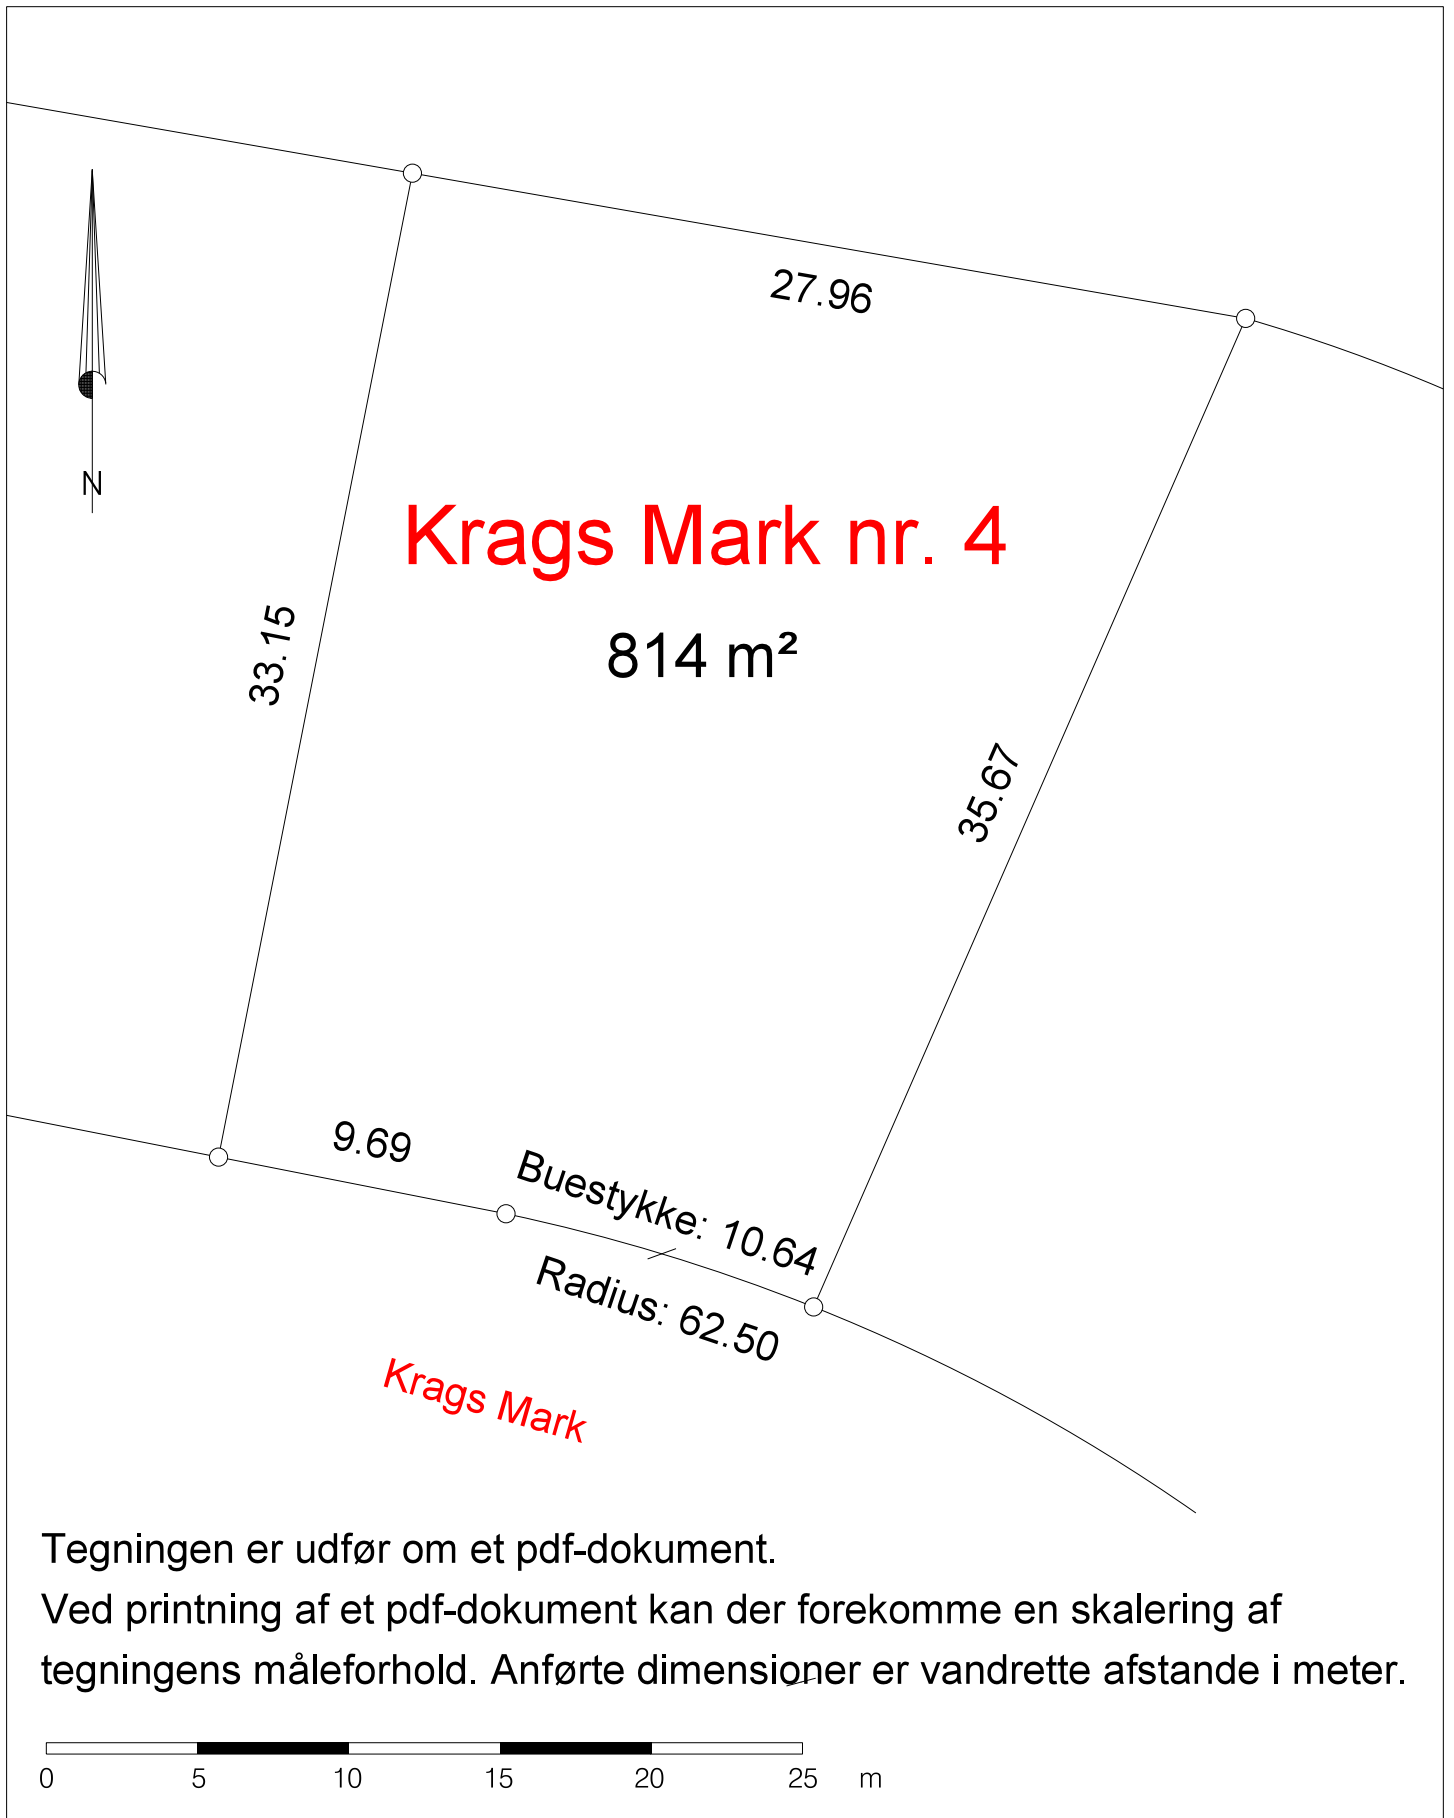 27.96
N
Krags Mark nr. 4
33.15
814 m²
35.67
9.69
Buestykke: 10.64
Radius: 62.50
Krags Mark
Tegningen er udfør om et pdf-dokument.
Ved printning af et pdf-dokument kan der forekomme en skalering af
tegningens måleforhold. Anførte dimensioner er vandrette afstande i meter.
0 5 10 15 20 25 m